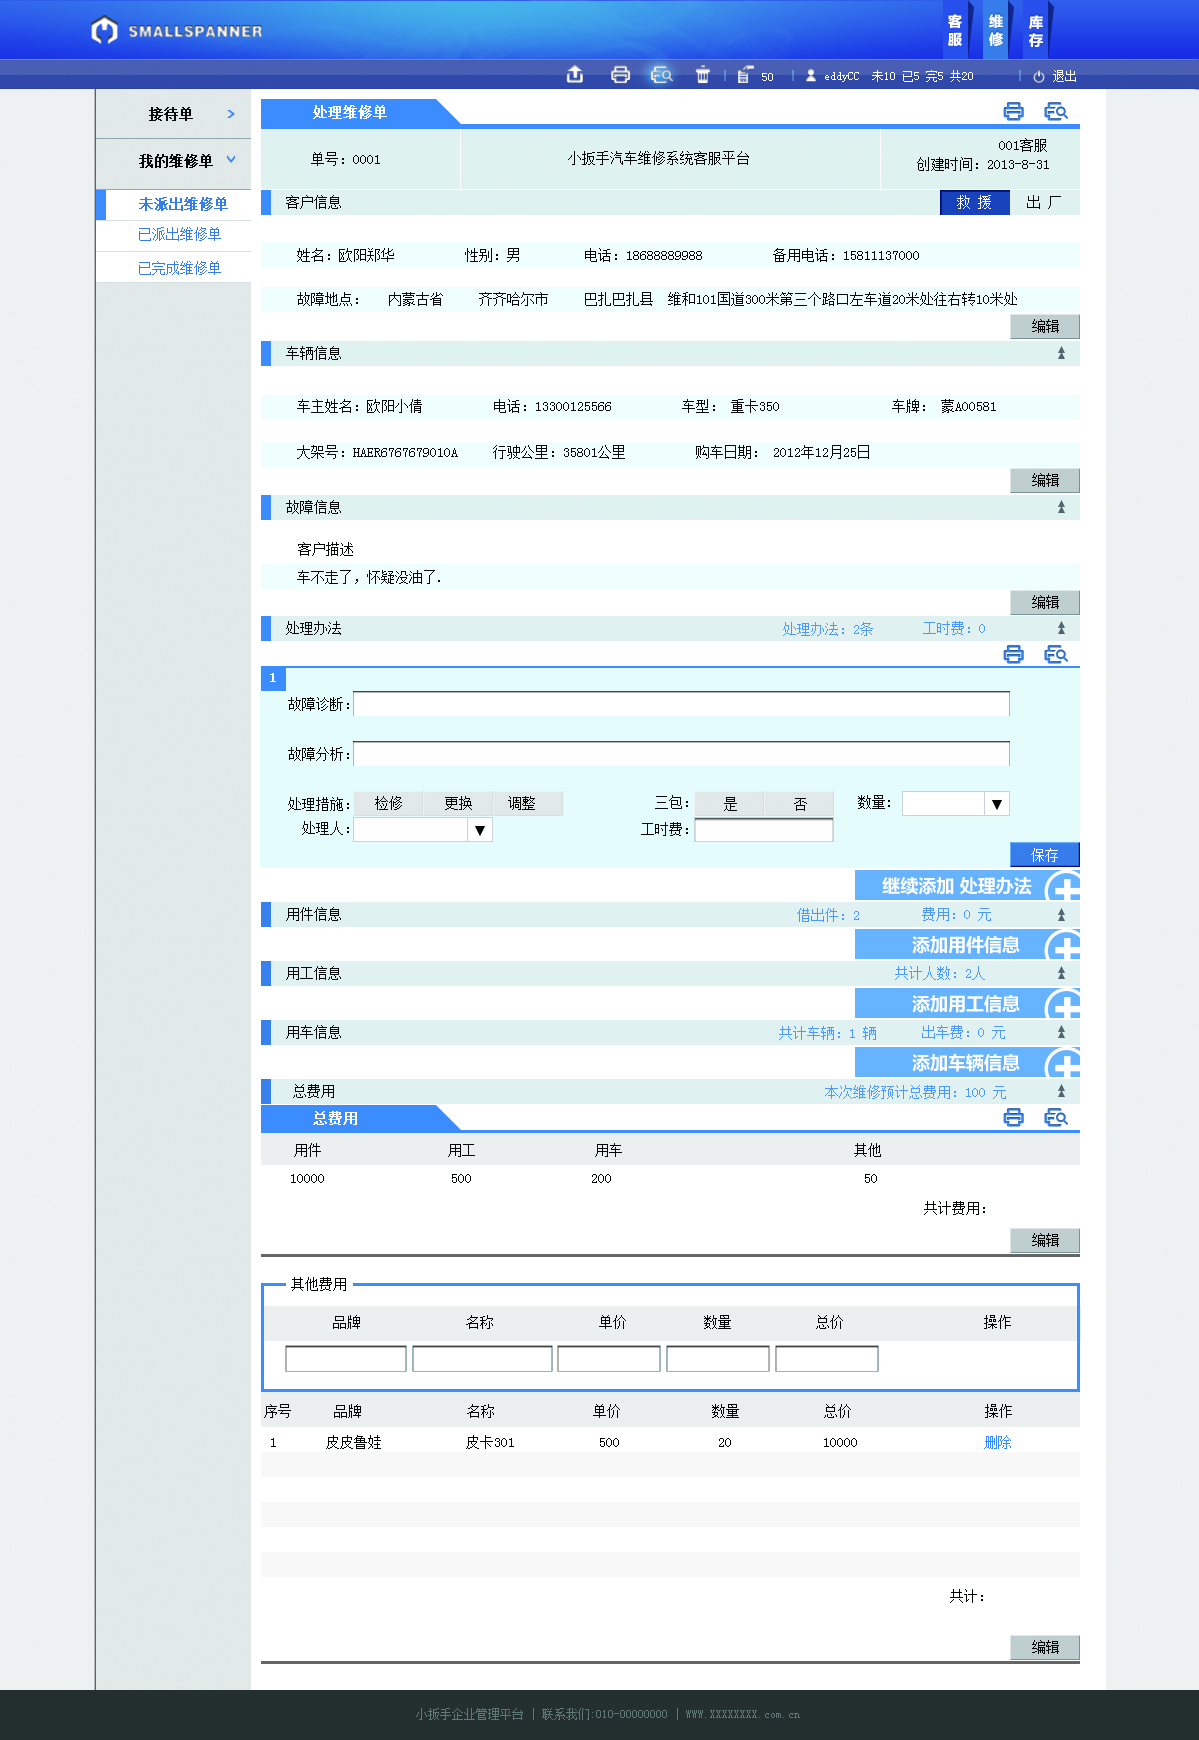 SMALLSPANNER
客服 维修 库存
50 eddyCC 未10 已5 完5 共20 退出
接待单
我的维修单
未派出维修单
已派出维修单
已完成维修单
处理维修单
单号：0001 小扳手汽车维修系统客服平台 001客服
创建时间：2013-8-31
客户信息 救 援 出 厂
姓名：欧阳郑华 性别：男 电话：18688889988 备用电话：15811137000
故障地点： 内蒙古省 齐齐哈尔市 巴扎巴扎县 维和101国道300米第三个路口左车道20米处往右转10米处
编辑
车辆信息
车主姓名：欧阳小倩 电话：13300125566 车型： 重卡350 车牌： 蒙A00581
大架号：HAER6767679010A 行驶公里：35801公里 购车日期： 2012年12月25日
编辑
故障信息
客户描述
车不走了，怀疑没油了.
编辑
处理办法 处理办法：2条 工时费：0
1
故障诊断：
故障分析：
处理措施： 检修 更换 调整 三包： 是 否 数量： ▼
处理人： ▼ 工时费：
保存
继续添加 处理办法
用件信息 借出件：2 费用：0 元
添加用件信息
用工信息 共计人数：2人
添加用工信息
用车信息 共计车辆：1 辆 出车费：0 元
添加车辆信息
总费用 本次维修预计总费用：100 元
总费用
用件 用工 用车 其他
10000 500 200 50
共计费用：
编辑
其他费用
品牌 名称 单价 数量 总价 操作
序号 品牌 名称 单价 数量 总价 操作
1 皮皮鲁娃 皮卡301 500 20 10000 删除
共计：
编辑
小扳手企业管理平台 | 联系我们:010-00000000 | WWW.XXXXXXXX.com.cn